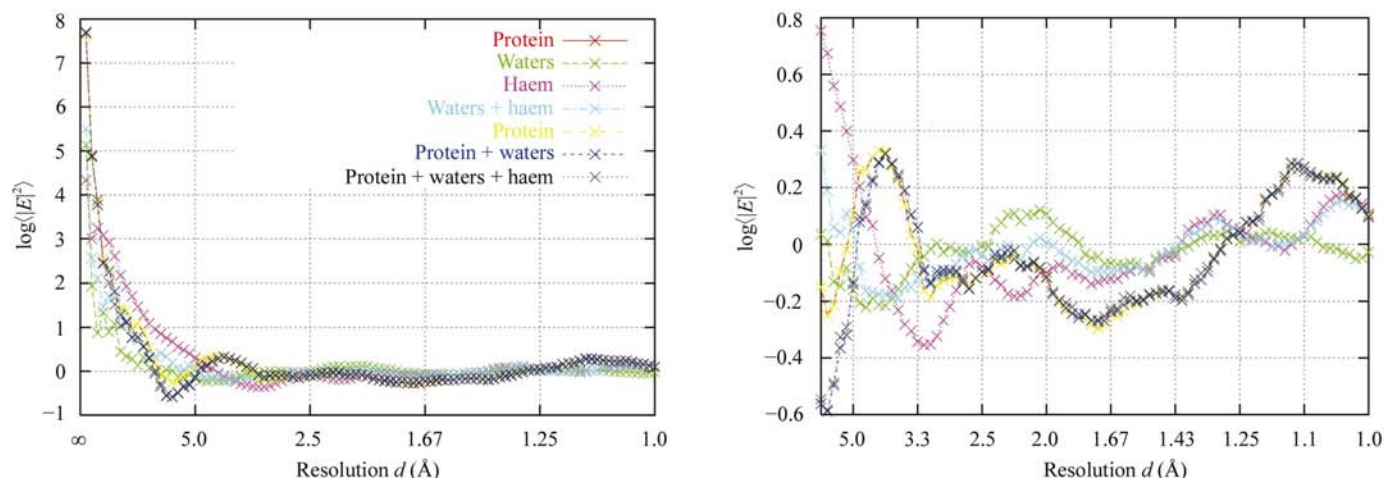 8
7
6
5
4
3
2
1
0
−1
log⟨|E|²⟩
Protein
Waters
Haem
Waters + haem
Protein
Protein + waters
Protein + waters + haem
∞ 5.0 2.5 1.67 1.25 1.0
Resolution d (Å)
0.8
0.6
0.4
0.2
0
−0.2
−0.4
−0.6
log⟨|E|²⟩
5.0 3.3 2.5 2.0 1.67 1.43 1.25 1.1 1.0
Resolution d (Å)